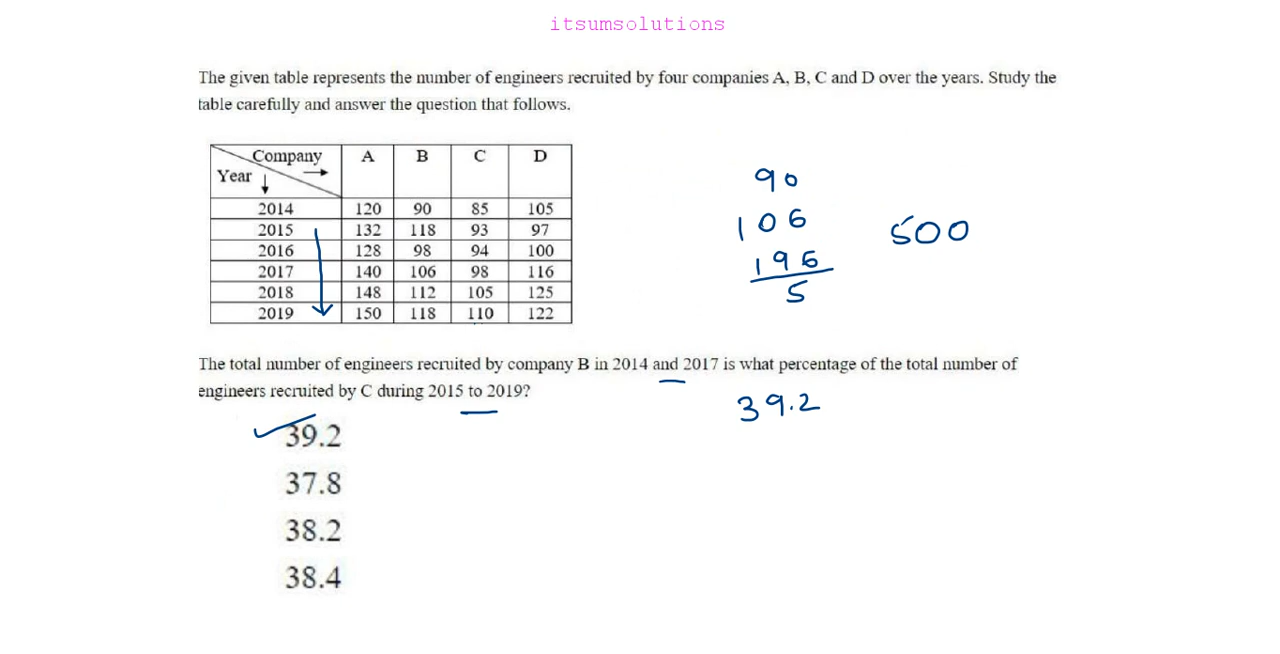 itsumsolutions
The given table represents the number of engineers recruited by four companies A, B, C and D over the years. Study the
table carefully and answer the question that follows.
Company A B C D
Year
2014 120 90 85 105
2015 132 118 93 97
2016 128 98 94 100
2017 140 106 98 116
2018 148 112 105 125
2019 150 118 110 122
90
106
196
5
500
The total number of engineers recruited by company B in 2014 and 2017 is what percentage of the total number of
engineers recruited by C during 2015 to 2019?
39.2
39.2
37.8
38.2
38.4